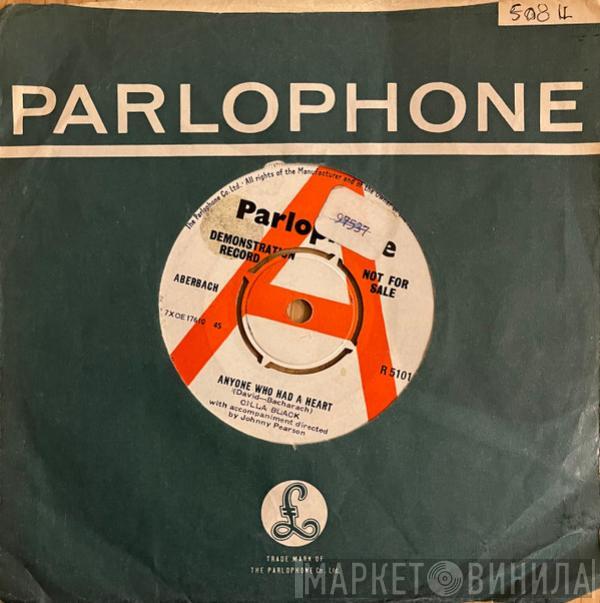 508 4
PARLOPHONE
The Parlophone Co. Ltd. · All rights of the Manufacturer and of the Owner
Parlophone
97537
DEMONSTRATION
RECORD
NOT FOR
SALE
A
ABERBACH
7XOE17610 45
R 5101
ANYONE WHO HAD A HEART
(David—Bacharach)
CILLA BLACK
with accompaniment directed
by Johnny Pearson
£
TRADE MARK OF
THE PARLOPHONE Co. Ltd.
МАРКЕТ ВИНИЛА